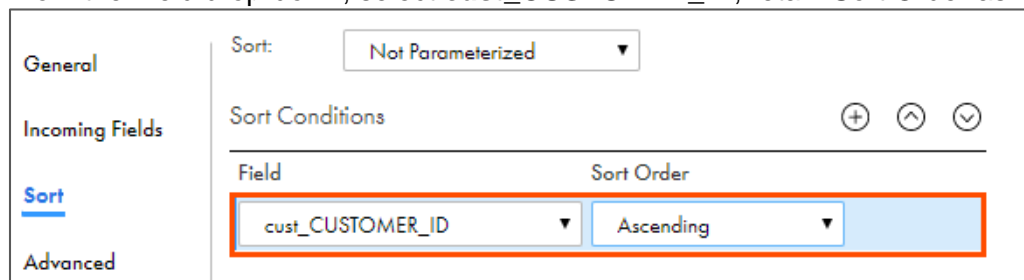 General
Incoming Fields
Sort
Advanced
Sort: Not Parameterized
Sort Conditions
Field Sort Order
cust_CUSTOMER_ID Ascending